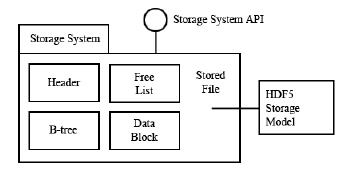 Storage System API
Storage System
Header
Free
List
Stored
File
B-tree
Data
Block
HDF5
Storage
Model